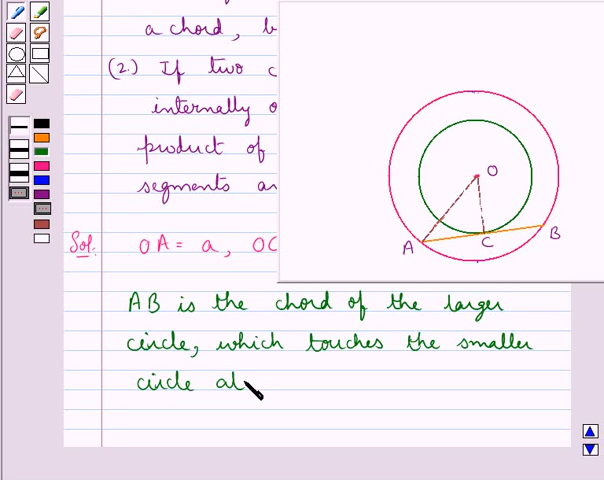 a chord, b
(2.) If two c
internally o
product of
segments a
Sol. OA = a, OC
AB is the chord of the larger
circle, which touches the smaller
circle at
O
A
C
B